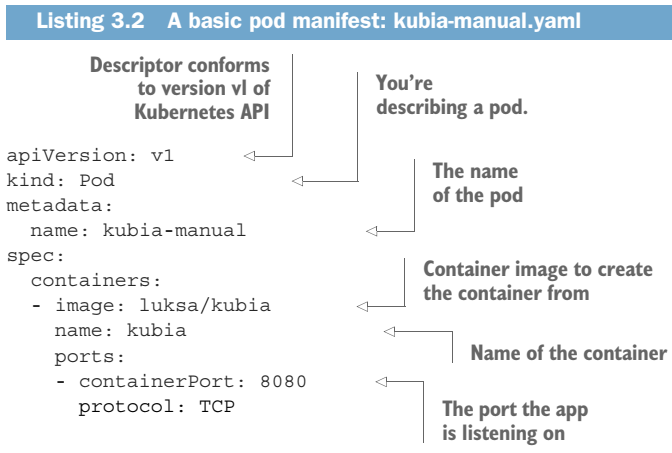 Listing 3.2 A basic pod manifest: kubia-manual.yaml
Descriptor conforms
to version vl of
Kubernetes API
You're
describing a pod.
apiVersion: v1
kind: Pod
The name
of the pod
metadata:
name: kubia-manual
spec:
containers:
Container image to create
the container from
- image: luksa/kubia
name: kubia
Name of the container
ports:
- containerPort: 8080
protocol: TCP
The port the app
is listening on